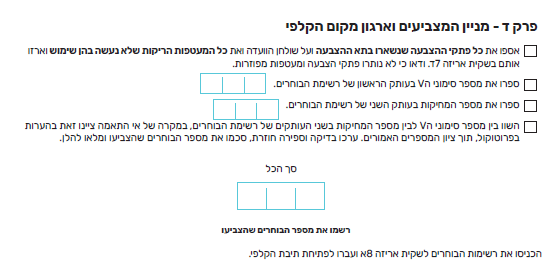 פרק ד - מניין המצביעים וארגון מקום הקלפי
אספו את כל פתקי ההצבעה שנשארו בתא ההצבעה ועל שולחן הוועדה ואת כל המעטפות הריקות שלא נעשה בהן שימוש וארזו
אותם בשקית אריזה 7ד. ודאו כי לא נותרו פתקי הצבעה ומעטפות מפוזרות.
ספרו את מספר סימוני הV בעותק הראשון של רשימת הבוחרים.
ספרו את מספר המחיקות בעותק השני של רשימת הבוחרים.
השוו בין מספר סימוני הV לבין מספר המחיקות בשני העותקים של רשימת הבוחרים, במקרה של אי התאמה ציינו זאת בהערות
בפרוטוקול, תוך ציון המספרים האמורים. ערכו בדיקה וספירה חוזרת, סכמו את מספר הבוחרים שהצביעו ומלאו להלן.
סך הכל
רשמו את מספר הבוחרים שהצביעו
הכניסו את רשימות הבוחרים לשקית אריזה 8א ועברו לפתיחת תיבת הקלפי.